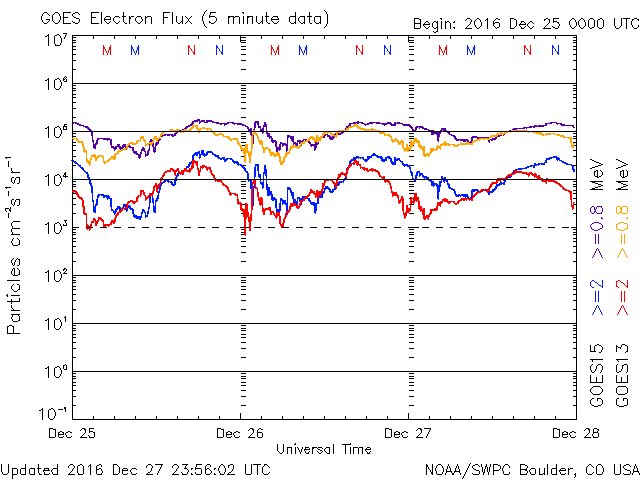 GOES Electron Flux (5 minute data)
Begin: 2016 Dec 25 0000 UTC
10⁷
M M N N M M N N M M N N
10⁶
10⁵
10⁴
10³
10²
10¹
10⁰
10⁻¹
Particles cm⁻²s⁻¹sr⁻¹
Dec 25 Dec 26 Dec 27 Dec 28
Universal Time
GOES15 >=2 >=0.8 MeV
GOES13 >=2 >=0.8 MeV
Updated 2016 Dec 27 23:56:02 UTC
NOAA/SWPC Boulder, CO USA